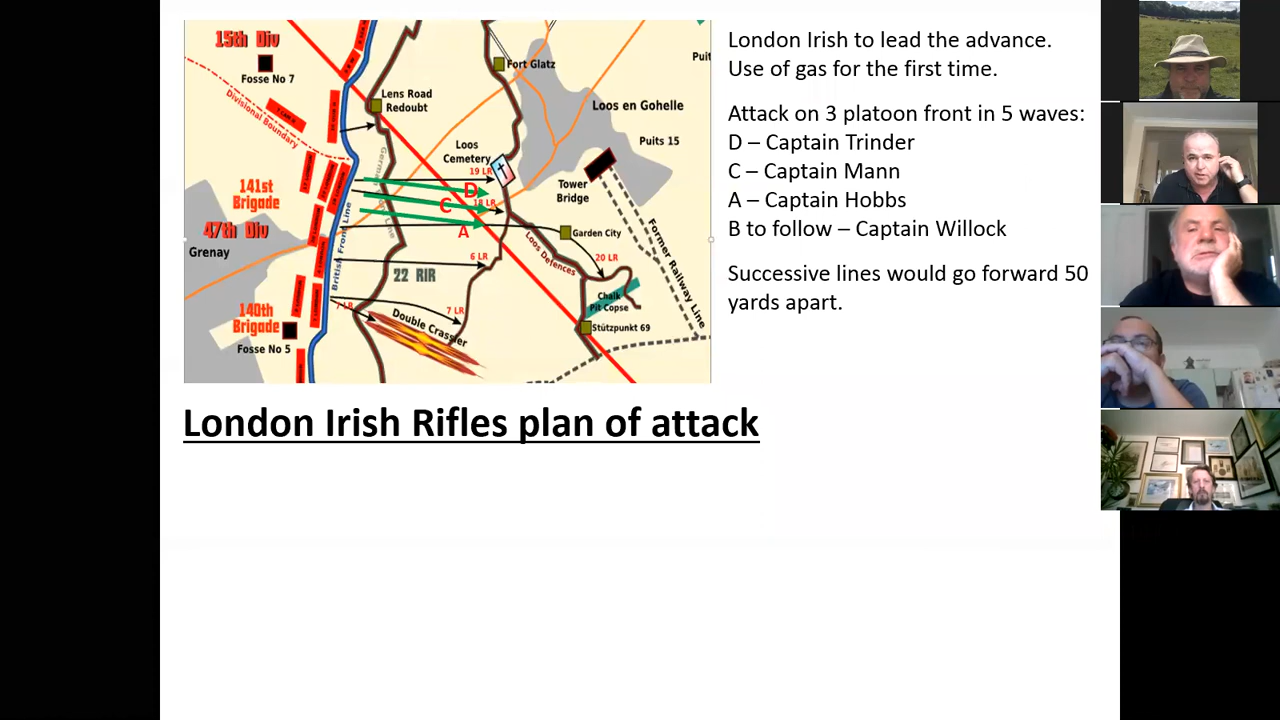 15th Div
Fosse No 7
Divisional Boundary
141st
Brigade
47th Div
Grenay
140th
Brigade
Fosse No 5
British Front Line
Lens Road
Redoubt
Fort Glatz
Puit
Loos en Gohelle
Puits 15
Loos
Cemetery
19 LR
D
18 LR
C
A
Tower
Bridge
Garden City
20 LR
6 LR
22 RIR
Loos Defences
Former Railway Line
Chalk
Pit Copse
7 LR
7 LR
Double Crassier
Stützpunkt 69
London Irish to lead the advance.
Use of gas for the first time.
Attack on 3 platoon front in 5 waves:
D – Captain Trinder
C – Captain Mann
A – Captain Hobbs
B to follow – Captain Willock
Successive lines would go forward 50
yards apart.
London Irish Rifles plan of attack